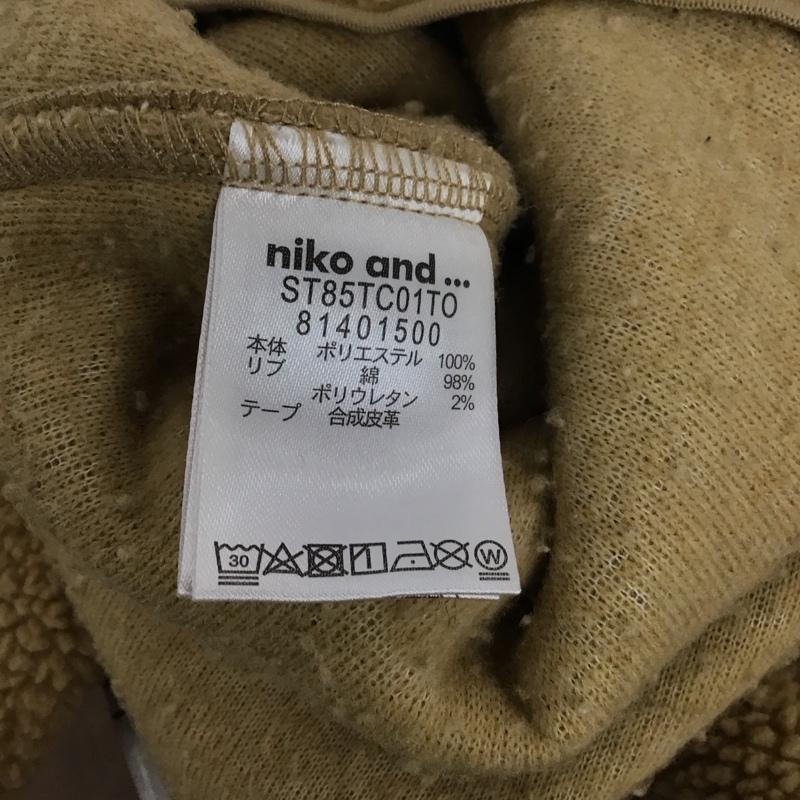 niko and ...
ST85TC01TO
81401500
本体 ポリエステル 100%
リブ 綿 98%
ポリウレタン 2%
テープ 合成皮革
30 W